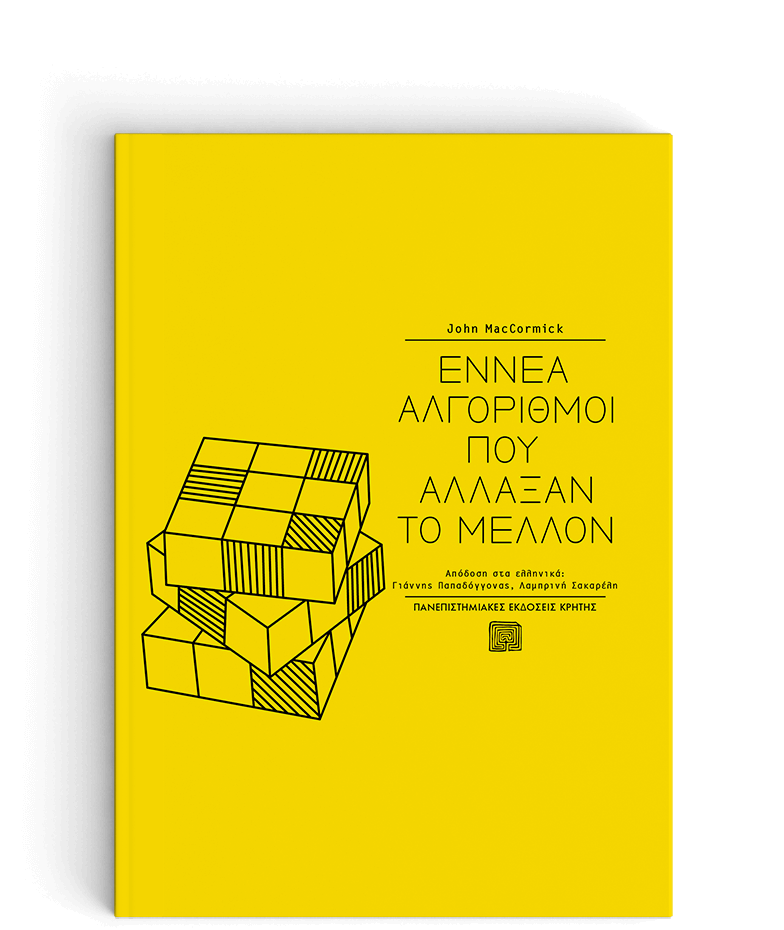 John MacCormick
ΕΝΝΕΑ
ΑΛΓΟΡΙΘΜΟΙ
ΠΟΥ
ΑΛΛΑΞΑΝ
ΤΟ ΜΕΛΛΟΝ
Απόδοση στα ελληνικά:
Γιάννης Παπαδόγγονας, Λαμπρινή Σακαρέλη
ΠΑΝΕΠΙΣΤΗΜΙΑΚΕΣ ΕΚΔΟΣΕΙΣ ΚΡΗΤΗΣ